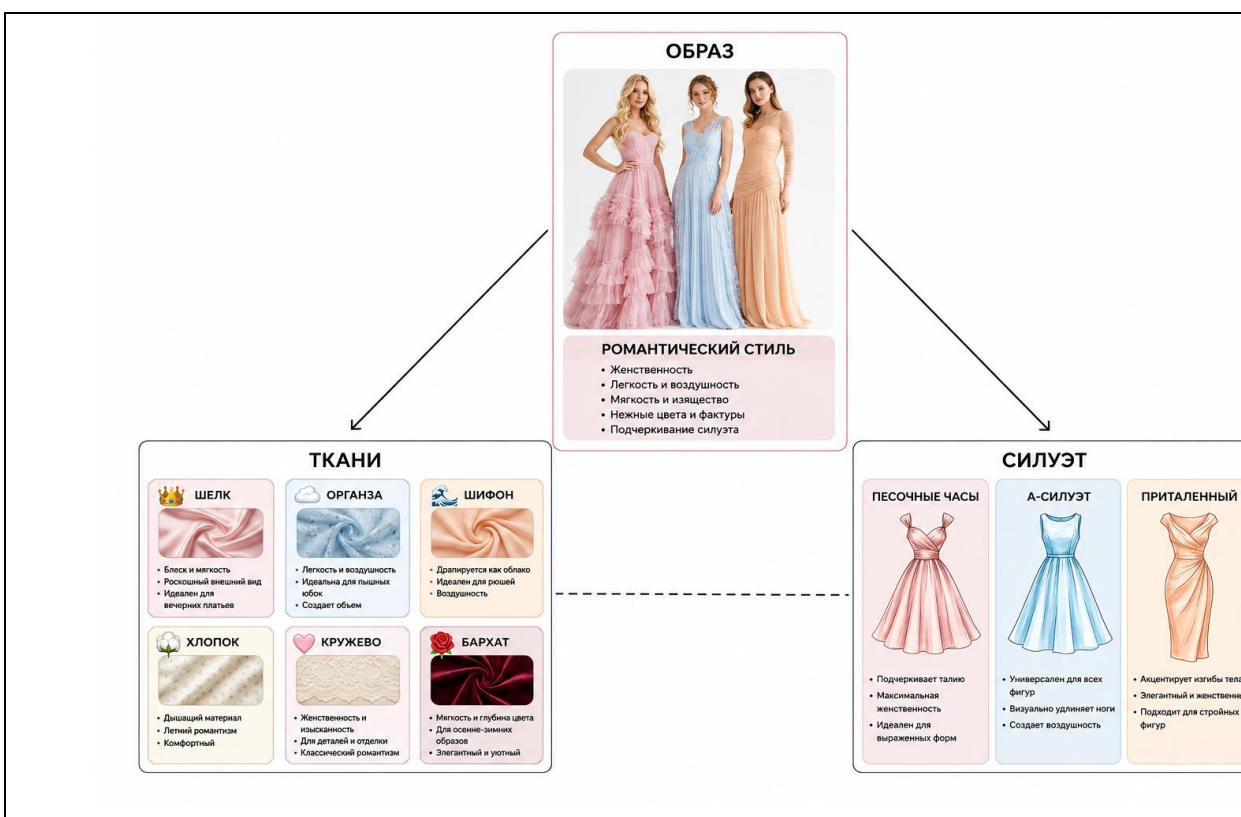 ОБРАЗ
РОМАНТИЧЕСКИЙ СТИЛЬ
• Женственность
• Легкость и воздушность
• Мягкость и изящество
• Нежные цвета и фактуры
• Подчеркивание силуэта
ТКАНИ
ШЕЛК
• Блеск и мягкость
• Роскошный внешний вид
• Идеален для
вечерних платьев
ОРГАНЗА
• Легкость и воздушность
• Идеальна для пышных
юбок
• Создает объем
ШИФОН
• Драпируется как облако
• Идеален для рюшей
• Воздушность
ХЛОПОК
• Дышащий материал
• Летний романтизм
• Комфортный
КРУЖЕВО
• Женственность и
изысканность
• Для деталей и отделки
• Классический романтизм
БАРХАТ
• Мягкость и глубина цвета
• Для осенне-зимних
образов
• Элегантный и уютный
СИЛУЭТ
ПЕСОЧНЫЕ ЧАСЫ
• Подчеркивает талию
• Максимальная
женственность
• Идеален для
выраженных форм
А-СИЛУЭТ
• Универсален для всех
фигур
• Визуально удлиняет ноги
• Создает воздушность
ПРИТАЛЕННЫЙ
• Акцентирует изгибы тела
• Элегантный и
• Подходит для стройных
фигур